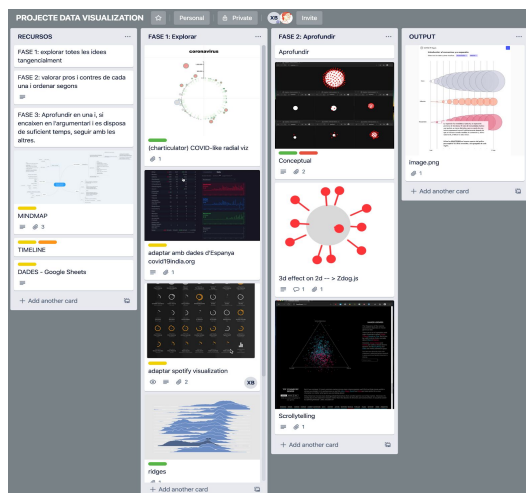 PROJECTE DATA VISUALIZATION
Personal
Private
XB
Invite
RECURSOS
FASE 1: explorar totes les idees
tangencialment
FASE 2: valorar pros i contres de cada
una i ordenar segons
FASE 3: Aprofundir en una i, si
encaixen en l'argumentari i es disposa
de suficient temps, seguir amb les
altres.
MINDMAP
3
TIMELINE
DADES - Google Sheets
+ Add another card
FASE 1: Explorar
coronavirus
(charticulator) COVID-like radial viz
1
adaptar amb dades d'Espanya
covid19india.org
1
adaptar spotify visualization
2
XB
ridges
1
+ Add another card
FASE 2: Aprofundir
Aprofundir
Conceptual
2
3d effect on 2d -- > Zdog.js
1
1
Scrollytelling
1
+ Add another card
OUTPUT
image.png
1
+ Add another card